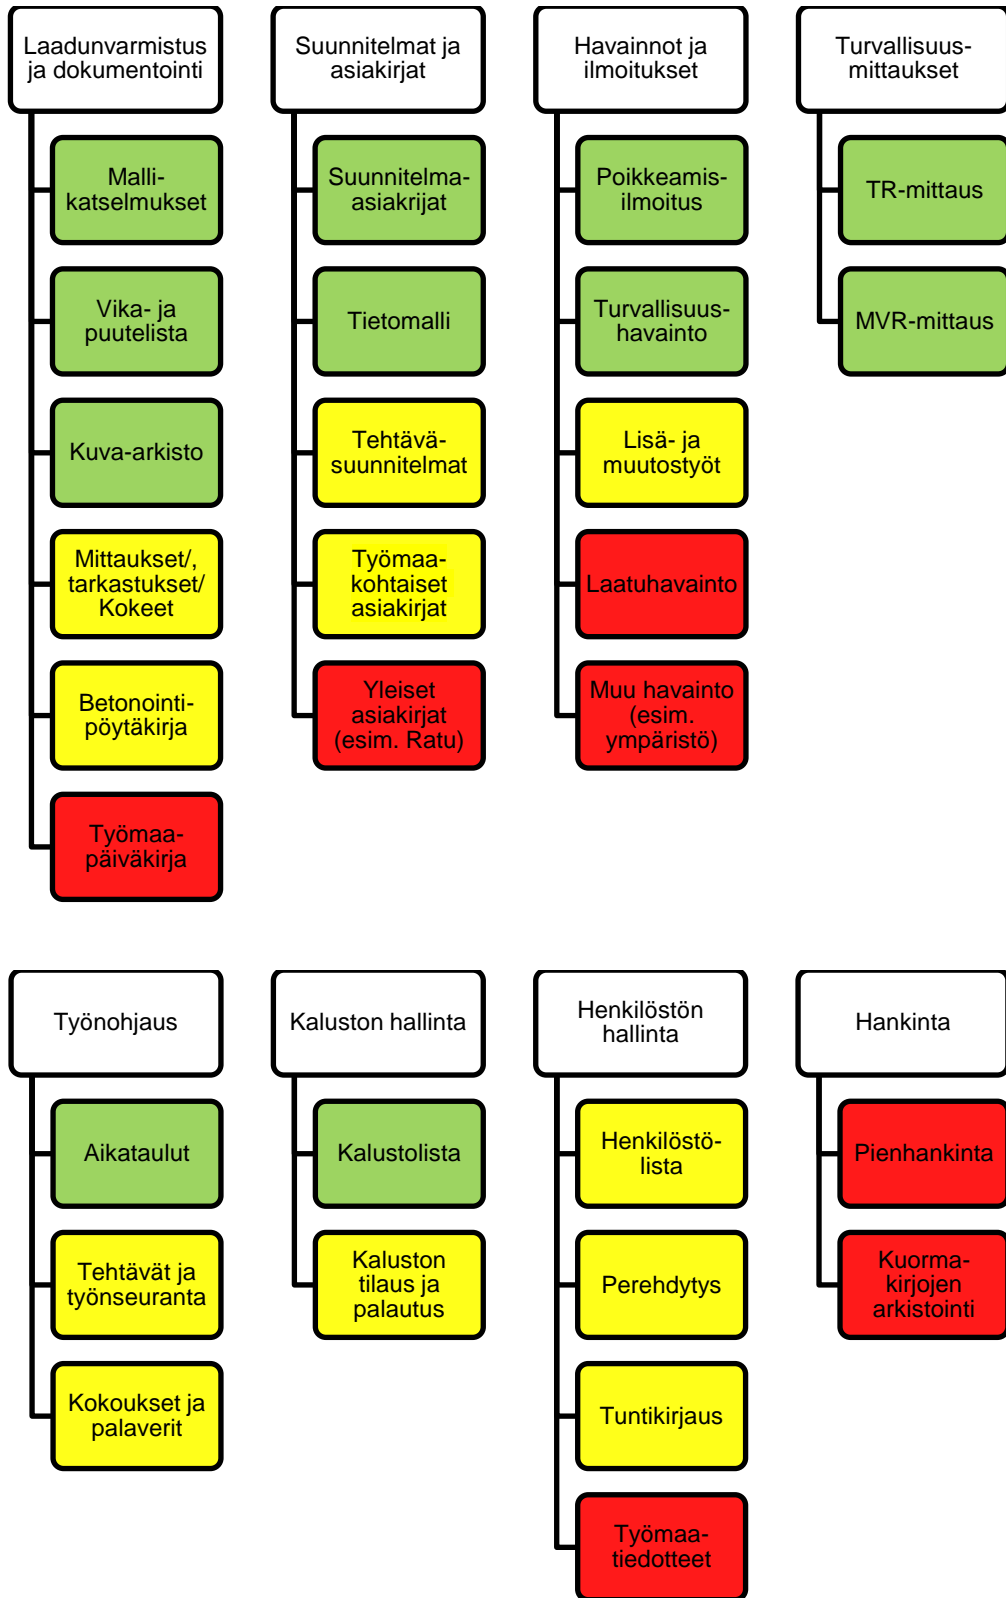 Laadunvarmistus
ja dokumentointi
Malli-
katselmukset
Vika- ja
puutelista
Kuva-arkisto
Mittaukset/,
tarkastukset/
Kokeet
Betonointi-
pöytäkirja
Työmaa-
päiväkirja
Suunnitelmat ja
asiakirjat
Suunnitelma-
asiakrijat
Tietomalli
Tehtävä-
suunnitelmat
Työmaa-
kohtaiset
asiakirjat
Yleiset
asiakirjat
(esim. Ratu)
Havainnot ja
ilmoitukset
Poikkeamis-
ilmoitus
Turvallisuus-
havainto
Lisä- ja
muutostyöt
Laatuhavainto
Muu havainto
(esim.
ympäristö)
Turvallisuus-
mittaukset
TR-mittaus
MVR-mittaus
Työnohjaus
Aikataulut
Tehtävät ja
työnseuranta
Kokoukset ja
palaverit
Kaluston hallinta
Kalustolista
Kaluston
tilaus ja
palautus
Henkilöstön
hallinta
Henkilöstö-
lista
Perehdytys
Tuntikirjaus
Työmaa-
tiedotteet
Hankinta
Pienhankinta
Kuorma-
kirjojen
arkistointi